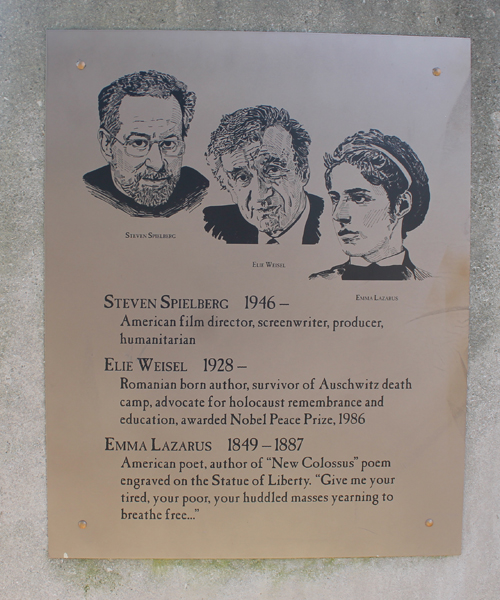 STEVEN SPIELBERG
ELIE WEISEL
EMMA LAZARUS
STEVEN SPIELBERG 1946 –
American film director, screenwriter, producer,
humanitarian
ELIE WEISEL 1928 –
Romanian born author, survivor of Auschwitz death
camp, advocate for holocaust remembrance and
education, awarded Nobel Peace Prize, 1986
EMMA LAZARUS 1849 – 1887
American poet, author of “New Colossus” poem
engraved on the Statue of Liberty. “Give me your
tired, your poor, your huddled masses yearning to
breathe free...”